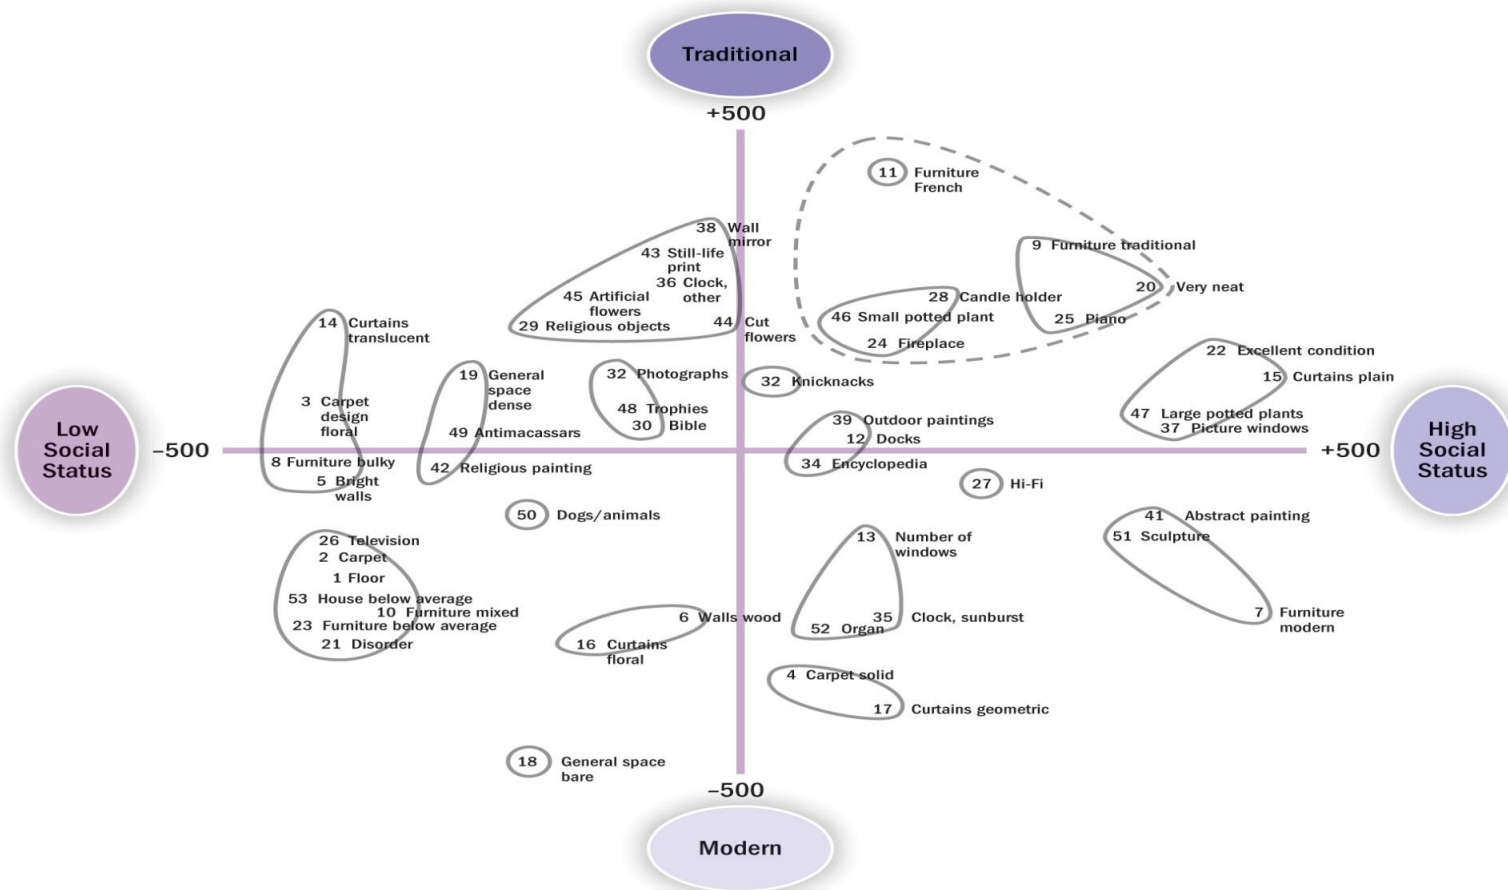 Traditional
+500
11 Furniture
French
38 Wall
mirror
43 Still-life
print
36 Clock,
other
45 Artificial
flowers
29 Religious objects
44 Cut
flowers
9 Furniture traditional
20 Very neat
28 Candle holder
46 Small potted plant
25 Piano
24 Fireplace
14 Curtains
translucent
3 Carpet
design
floral
8 Furniture bulky
5 Bright
walls
19 General
space
dense
49 Antimacassars
42 Religious painting
32 Photographs
48 Trophies
30 Bible
32 Knicknacks
39 Outdoor paintings
12 Docks
34 Encyclopedia
22 Excellent condition
15 Curtains plain
47 Large potted plants
37 Picture windows
Low
Social
Status
–500
+500
High
Social
Status
27 Hi-Fi
50 Dogs/animals
26 Television
2 Carpet
1 Floor
53 House below average
10 Furniture mixed
23 Furniture below average
21 Disorder
6 Walls wood
16 Curtains
floral
13 Number of
windows
35 Clock, sunburst
52 Organ
41 Abstract painting
51 Sculpture
7 Furniture
modern
4 Carpet solid
17 Curtains geometric
18 General space
bare
–500
Modern